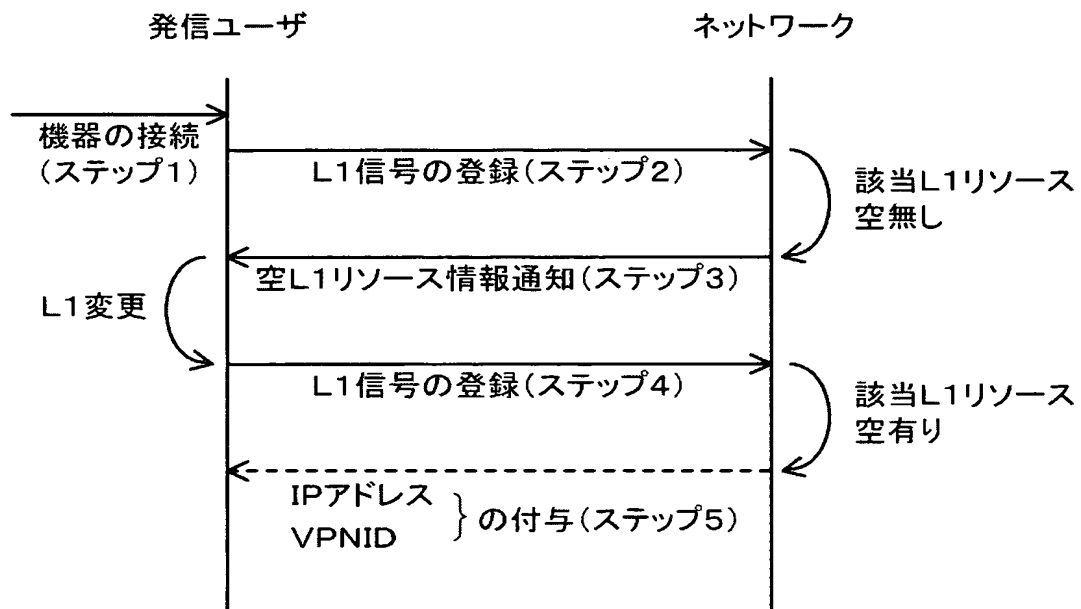 発信ユーザ
ネットワーク
機器の接続
(ステップ1)
L1信号の登録(ステップ2)
該当L1リソース
空無し
空L1リソース情報通知(ステップ3)
L1変更
L1信号の登録(ステップ4)
該当L1リソース
空有り
IPアドレス
VPNID
}の付与(ステップ5)